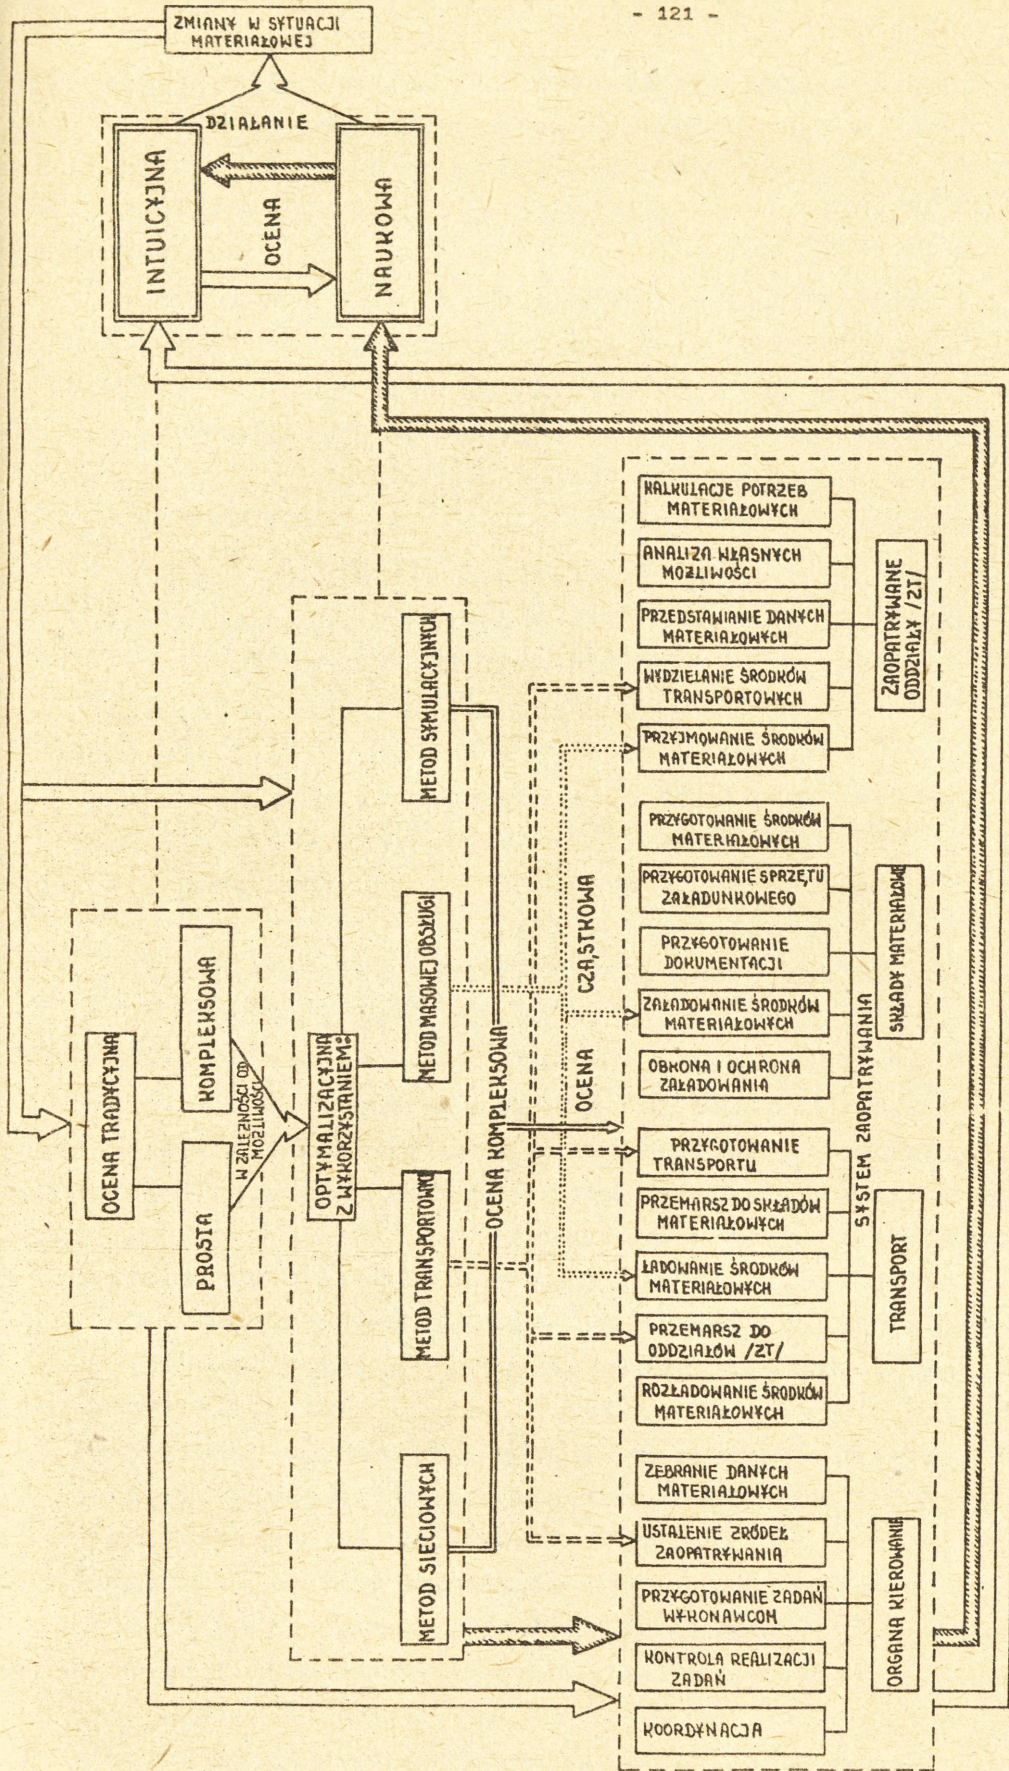 - 121 -
ZMIANY W SYTUACJI
MATERIAŁOWEJ
DZIAŁANIE
INTUICYJNA
OCENA
NAUKOWA
OCENA TRADYCYJNA
KOMPLEKSOWA
PROSTA
W ZALEŻNOŚCI OD
MOŻLIWOŚCI
OPTYMALIZACYJNA
Z WYKORZYSTANIEM:
METOD SYMULACYJNYCH
METOD MASOWEJ OBSŁUGI
METOD TRANSPORTOWYCH
METOD SIECIOWYCH
OCENA KOMPLEKSOWA
OCENA CZĄSTKOWA
KALKULACJE POTRZEB
MATERIAŁOWYCH
ANALIZA WŁASNYCH
MOŻLIWOŚCI
PRZEDSTAWIANIE DANYCH
MATERIAŁOWYCH
WYDZIELANIE ŚRODKÓW
TRANSPORTOWYCH
PRZYJMOWANIE ŚRODKÓW
MATERIAŁOWYCH
ZAOPATRYWANE
ODDZIAŁY /ZT/
PRZYGOTOWANIE ŚRODKÓW
MATERIAŁOWYCH
PRZYGOTOWANIE SPRZĘTU
ZAŁADUNKOWEGO
PRZYGOTOWANIE
DOKUMENTACJI
ZAŁADOWANIE ŚRODKÓW
MATERIAŁOWYCH
OBRONA I OCHRONA
ZAŁADOWANIA
SKŁADY MATERIAŁOWE
SYSTEM ZAOPATRYWANIA
PRZYGOTOWANIE
TRANSPORTU
PRZEMARSZ DO SKŁADÓW
MATERIAŁOWYCH
ŁADOWANIE ŚRODKÓW
MATERIAŁOWYCH
PRZEMARSZ DO
ODDZIAŁÓW /ZT/
ROZŁADOWANIE ŚRODKÓW
MATERIAŁOWYCH
TRANSPORT
ZEBRANIE DANYCH
MATERIAŁOWYCH
USTALENIE ZRÓDEŁ
ZAOPATRYWANIA
PRZYGOTOWANIE ZADAŃ
WYKONAWCOM
KONTROLA REALIZACJI
ZADAŃ
KOORDYNACJA
ORGANA KIEROWANIA